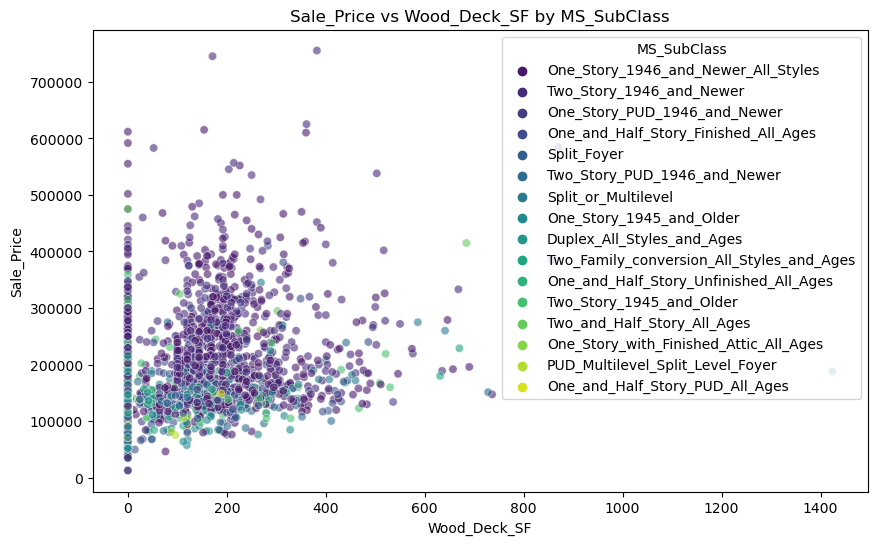 Sale_Price vs Wood_Deck_SF by MS_SubClass
Sale_Price
700000
600000
500000
400000
300000
200000
100000
0
MS_SubClass
One_Story_1946_and_Newer_All_Styles
Two_Story_1946_and_Newer
One_Story_PUD_1946_and_Newer
One_and_Half_Story_Finished_All_Ages
Split_Foyer
Two_Story_PUD_1946_and_Newer
Split_or_Multilevel
One_Story_1945_and_Older
Duplex_All_Styles_and_Ages
Two_Family_conversion_All_Styles_and_Ages
One_and_Half_Story_Unfinished_All_Ages
Two_Story_1945_and_Older
Two_and_Half_Story_All_Ages
One_Story_with_Finished_Attic_All_Ages
PUD_Multilevel_Split_Level_Foyer
One_and_Half_Story_PUD_All_Ages
0 200 400 600 800 1000 1200 1400
Wood_Deck_SF